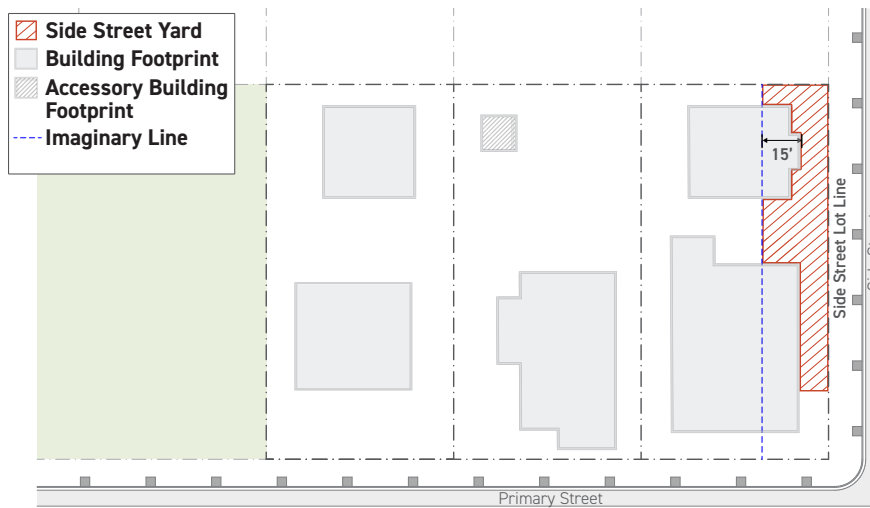 Side Street Yard
Building Footprint
Accessory Building
Footprint
Imaginary Line
15’
Side Street Lot Line
Primary Street